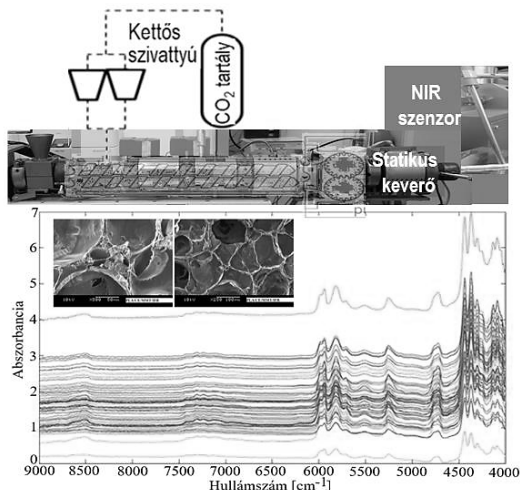 Kettős
szivattyú
CO2 tartály
NIR
szenzor
Statikus
keverő
7
6
5
4
3
2
1
0
Abszorbancia
9000 8500 8000 7500 7000 6500 6000 5500 5000 4500 4000
Hullámszám [cm-1]